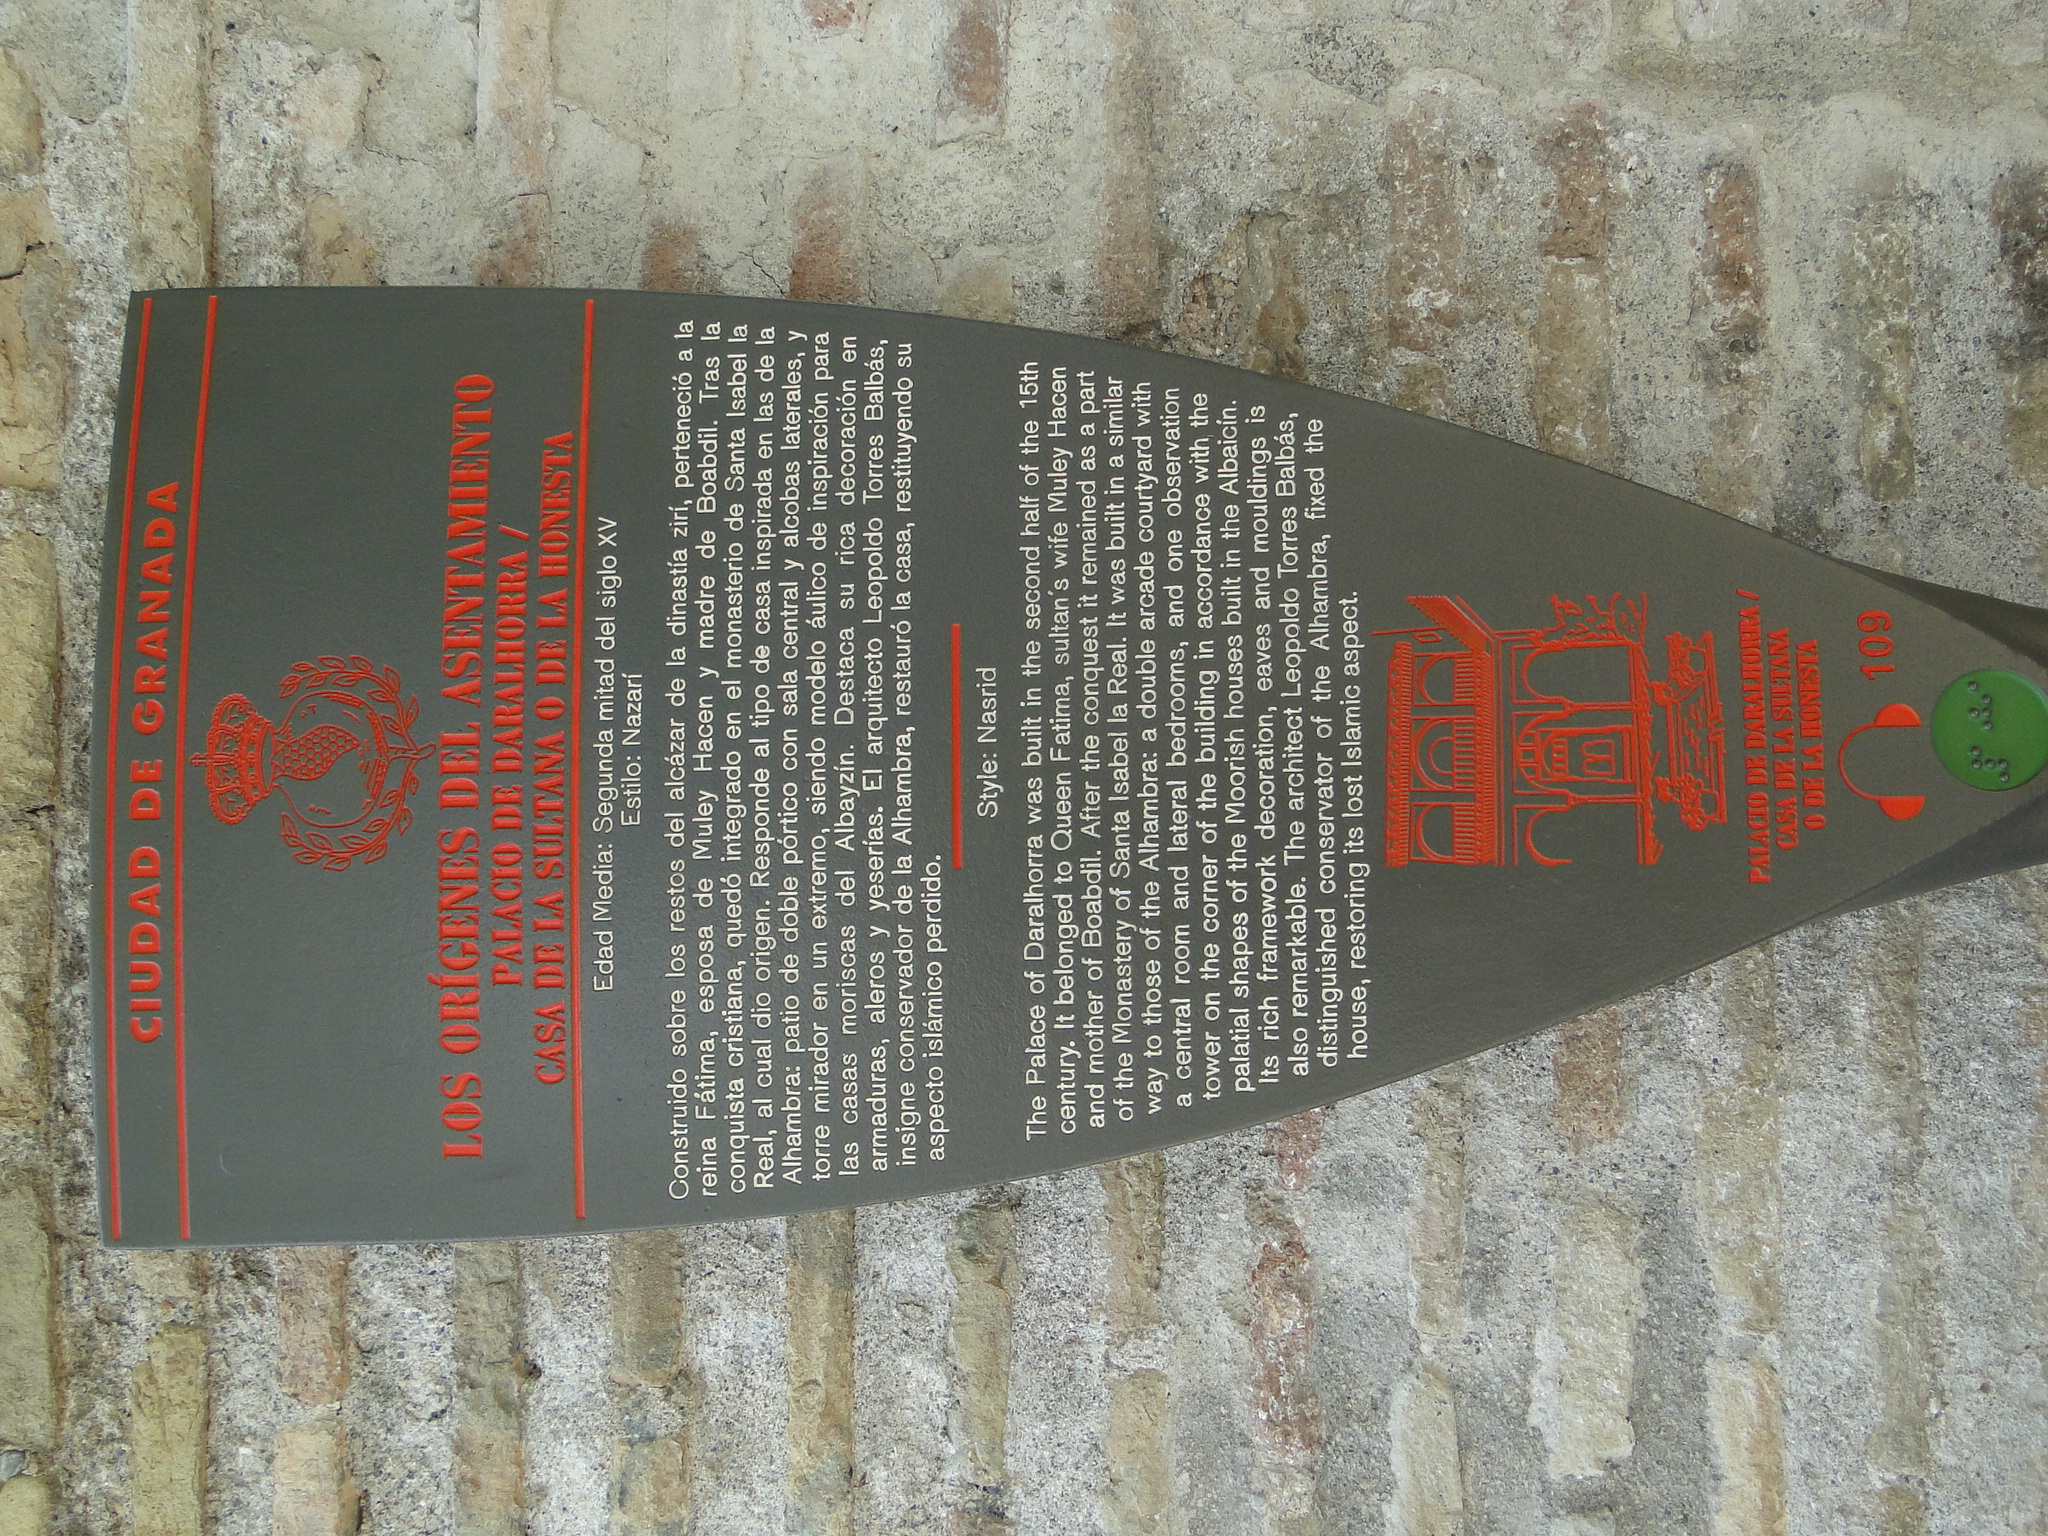 CIUDAD DE GRANADA
LOS ORÍGENES DEL ASENTAMIENTO
PALACIO DE DARALHORRA /
CASA DE LA SULTANA O DE LA HONESTA
Edad Media: Segunda mitad del siglo XV
Estilo: Nazarí
Construido sobre los restos del alcázar de la dinastía zirí, perteneció a la
reina Fátima, esposa de Muley Hacen y madre de Boabdil. Tras la
conquista cristiana, quedó integrado en el monasterio de Santa Isabel la
Real, al cual dio origen. Responde al tipo de casa inspirada en las de la
Alhambra: patio de doble pórtico con sala central y alcobas laterales, y
torre mirador en un extremo, siendo modelo áulico de inspiración para
las casas moriscas del Albayzín. Destaca su rica decoración en
armaduras, aleros y yeserías. El arquitecto Leopoldo Torres Balbás,
insigne conservador de la Alhambra, restauró la casa, restituyendo su
aspecto islámico perdido.
Style: Nasrid
The Palace of Daralhorra was built in the second half of the 15th
century. It belonged to Queen Fatima, sultan´s wife Muley Hacen
and mother of Boabdil. After the conquest it remained as a part
of the Monastery of Santa Isabel la Real. It was built in a similar
way to those of the Alhambra: a double arcade courtyard with
a central room and lateral bedrooms, and one observation
tower on the corner of the building in accordance with the
palatial shapes of the Moorish houses built in the Albaicín.
Its rich framework decoration, eaves and mouldings is
also remarkable. The architect Leopoldo Torres Balbás,
distinguished conservator of the Alhambra, fixed the
house, restoring its lost Islamic aspect.
PALACIO DE DARALHORRA /
CASA DE LA SULTANA
O DE LA HONESTA
109